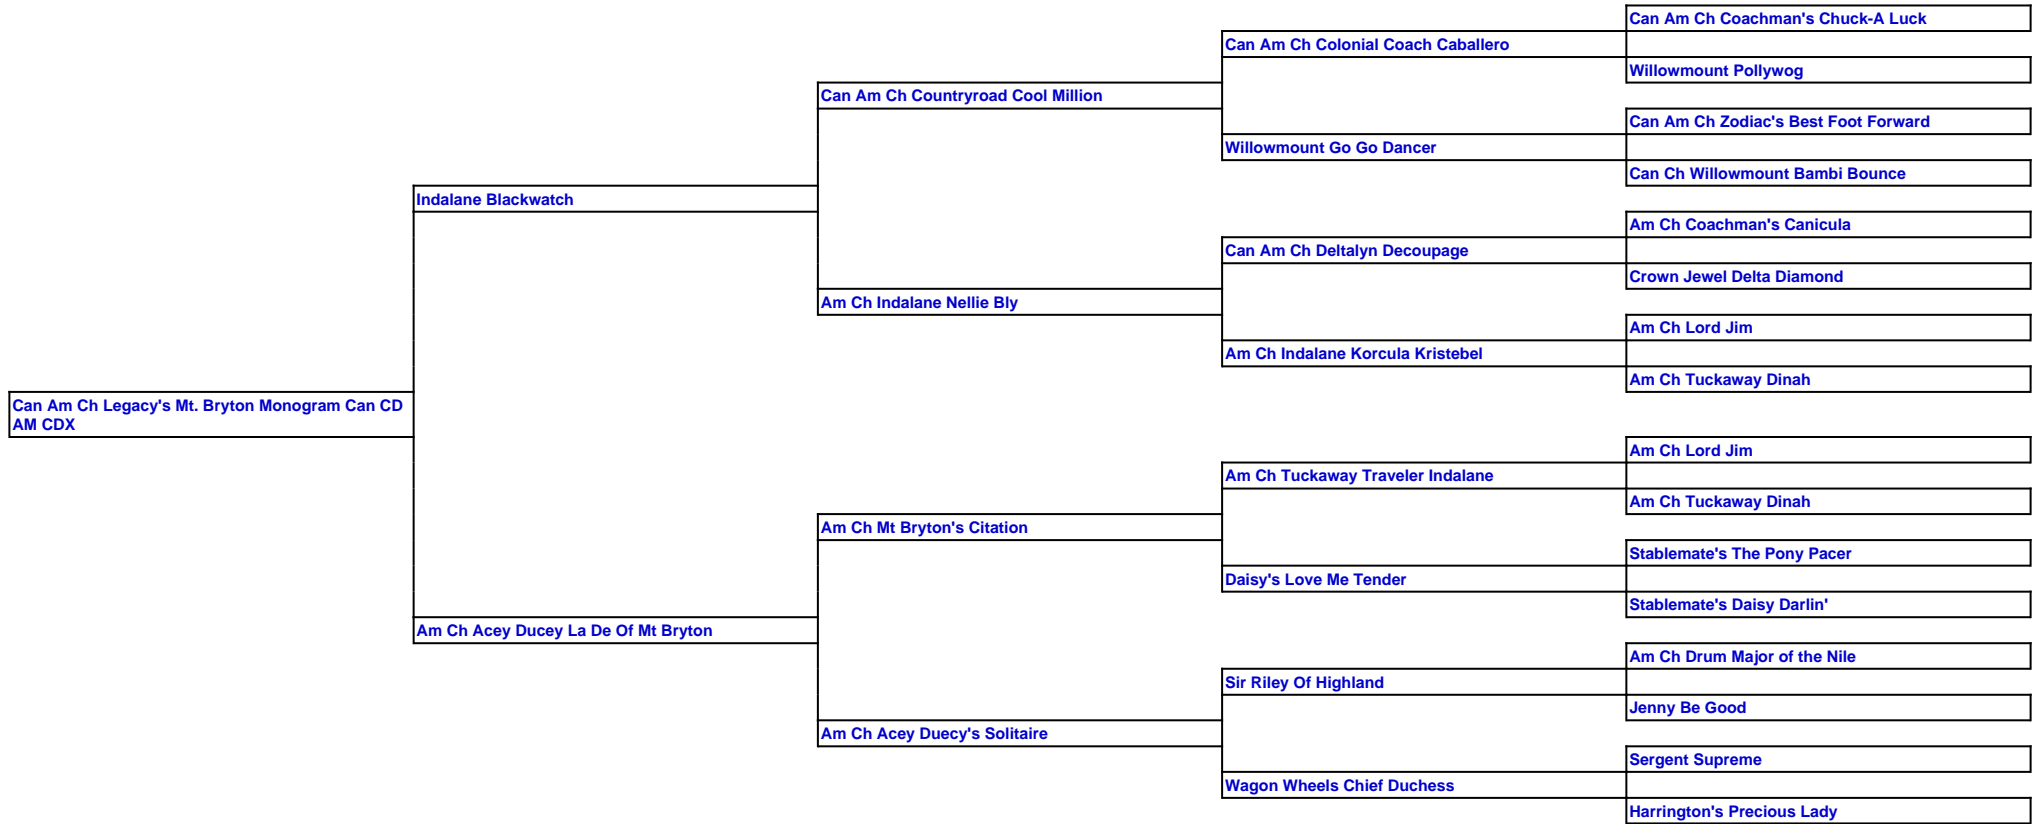 Can Am Ch Coachman's Chuck-A Luck
Can Am Ch Colonial Coach Caballero
Willowmount Pollywog
Can Am Ch Countryroad Cool Million
Can Am Ch Zodiac's Best Foot Forward
Willowmount Go Go Dancer
Can Ch Willowmount Bambi Bounce
Indalane Blackwatch
Am Ch Coachman's Canicula
Can Am Ch Deltalyn Decoupage
Crown Jewel Delta Diamond
Am Ch Indalane Nellie Bly
Am Ch Lord Jim
Am Ch Indalane Korcula Kristebel
Am Ch Tuckaway Dinah
Can Am Ch Legacy's Mt. Bryton Monogram Can CD
AM CDX
Am Ch Lord Jim
Am Ch Tuckaway Traveler Indalane
Am Ch Tuckaway Dinah
Am Ch Mt Bryton's Citation
Stablemate's The Pony Pacer
Daisy's Love Me Tender
Stablemate's Daisy Darlin'
Am Ch Acey Ducey La De Of Mt Bryton
Am Ch Drum Major of the Nile
Sir Riley Of Highland
Jenny Be Good
Am Ch Acey Duecy's Solitaire
Sergent Supreme
Wagon Wheels Chief Duchess
Harrington's Precious Lady